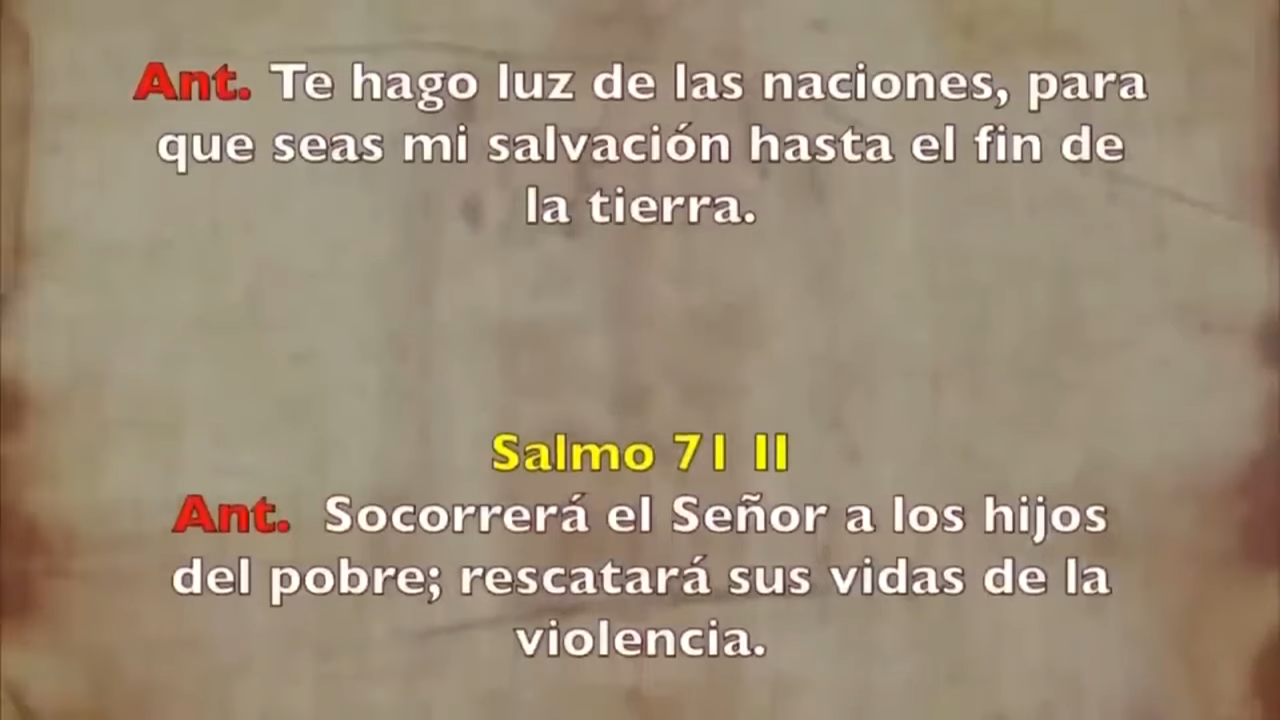 Ant. Te hago luz de las naciones, para
que seas mi salvación hasta el fin de
la tierra.
Salmo 71 II
Ant. Socorrerá el Señor a los hijos
del pobre; rescatará sus vidas de la
violencia.